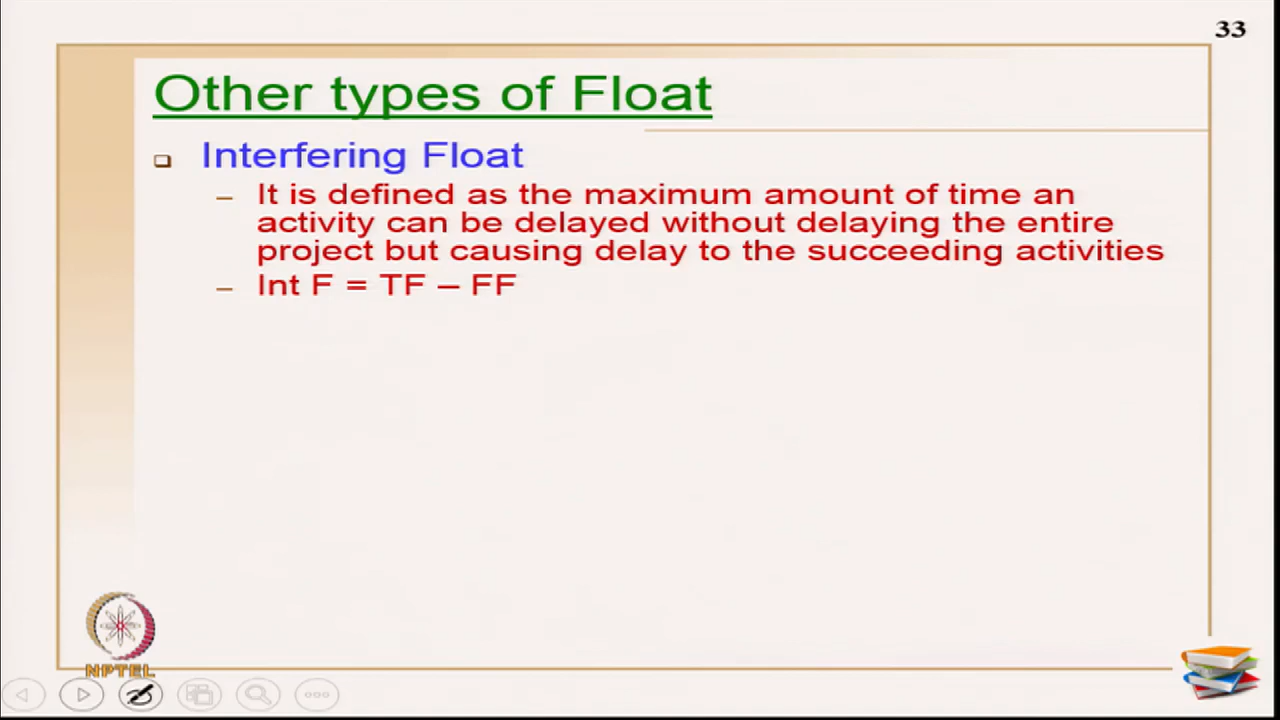 33
Other types of Float
Interfering Float
– It is defined as the maximum amount of time an
activity can be delayed without delaying the entire
project but causing delay to the succeeding activities
– Int F = TF – FF
NPTEL